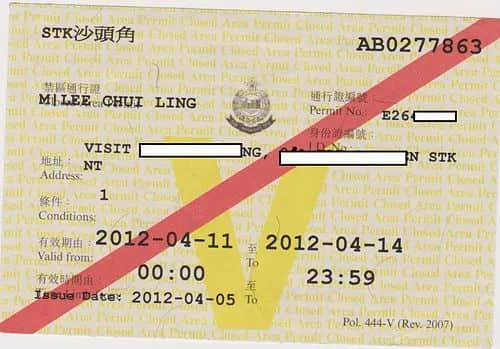 STK沙頭角
AB0277863
禁區通行證
M LEE CHUI LING
通行證編號：
Permit No.: E264
身份證編號：
I.D. No.:
VISIT NG, N STK
NT
地址：
Address:
條件： 1
Conditions:
有效期由： 2012-04-11 至 2012-04-14
Valid from: To
有效時間由： 00:00 至 23:59
To
Issue Date: 2012-04-05
Pol. 444-V (Rev. 2007)
V